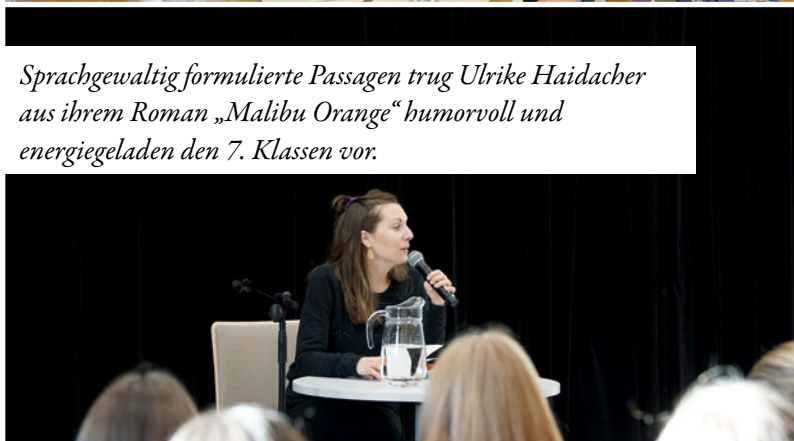 Sprachgewaltig formulierte Passagen trug Ulrike Haidacher
aus ihrem Roman „Malibu Orange“ humorvoll und
energiegeladen den 7. Klassen vor.